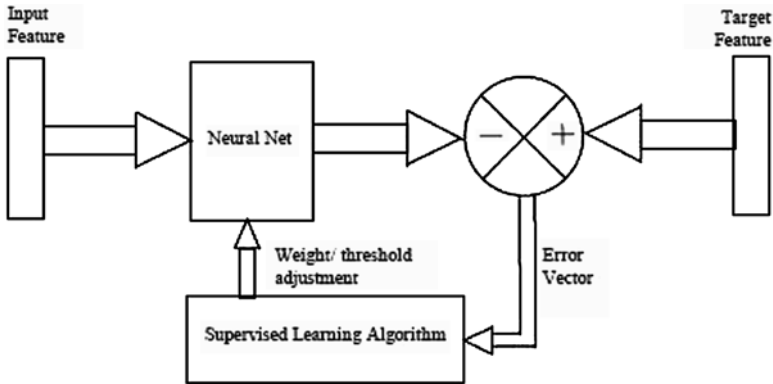 Input
Feature
Target
Feature
Neural Net
−
+
Weight/ threshold
adjustment
Error
Vector
Supervised Learning Algorithm